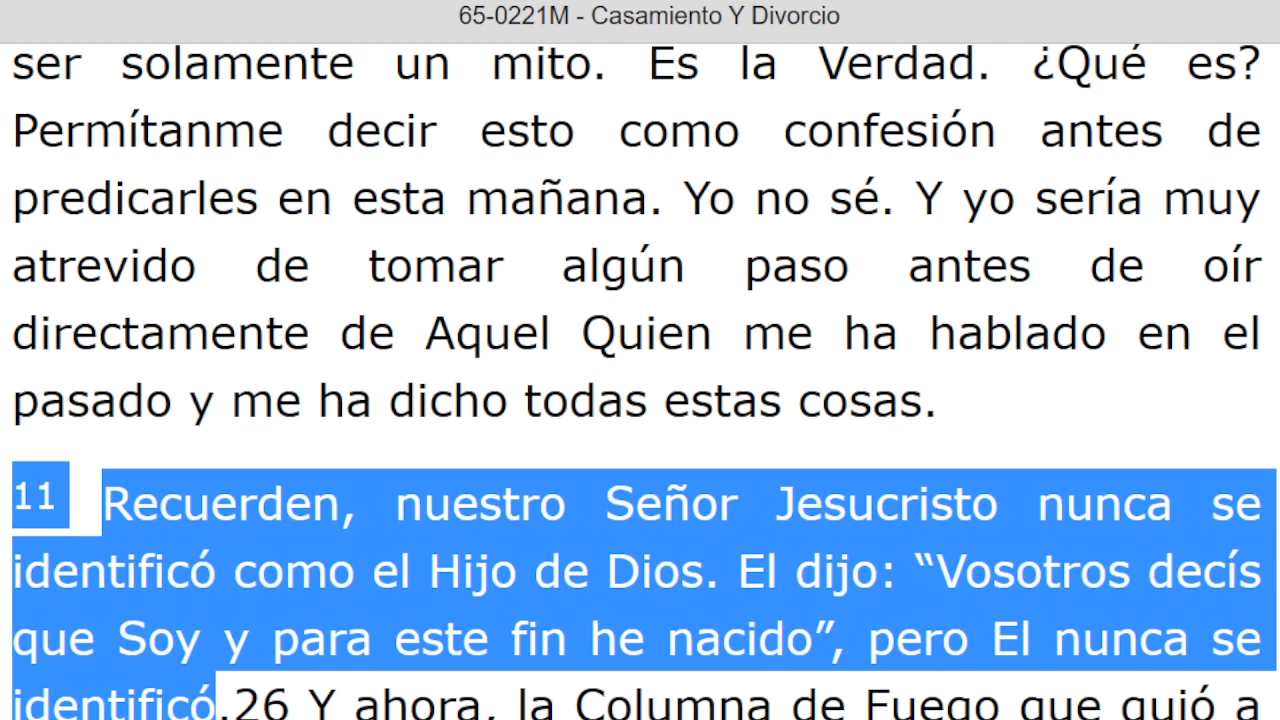 65-0221M - Casamiento Y Divorcio
ser solamente un mito. Es la Verdad. ¿Qué es?
Permítanme decir esto como confesión antes de
predicarles en esta mañana. Yo no sé. Y yo sería muy
atrevido de tomar algún paso antes de oír
directamente de Aquel Quien me ha hablado en el
pasado y me ha dicho todas estas cosas.
11 Recuerden, nuestro Señor Jesucristo nunca se
identificó como el Hijo de Dios. El dijo: “Vosotros decís
que Soy y para este fin he nacido”, pero El nunca se
identificó.26 Y ahora, la Columna de Fuego que guió a